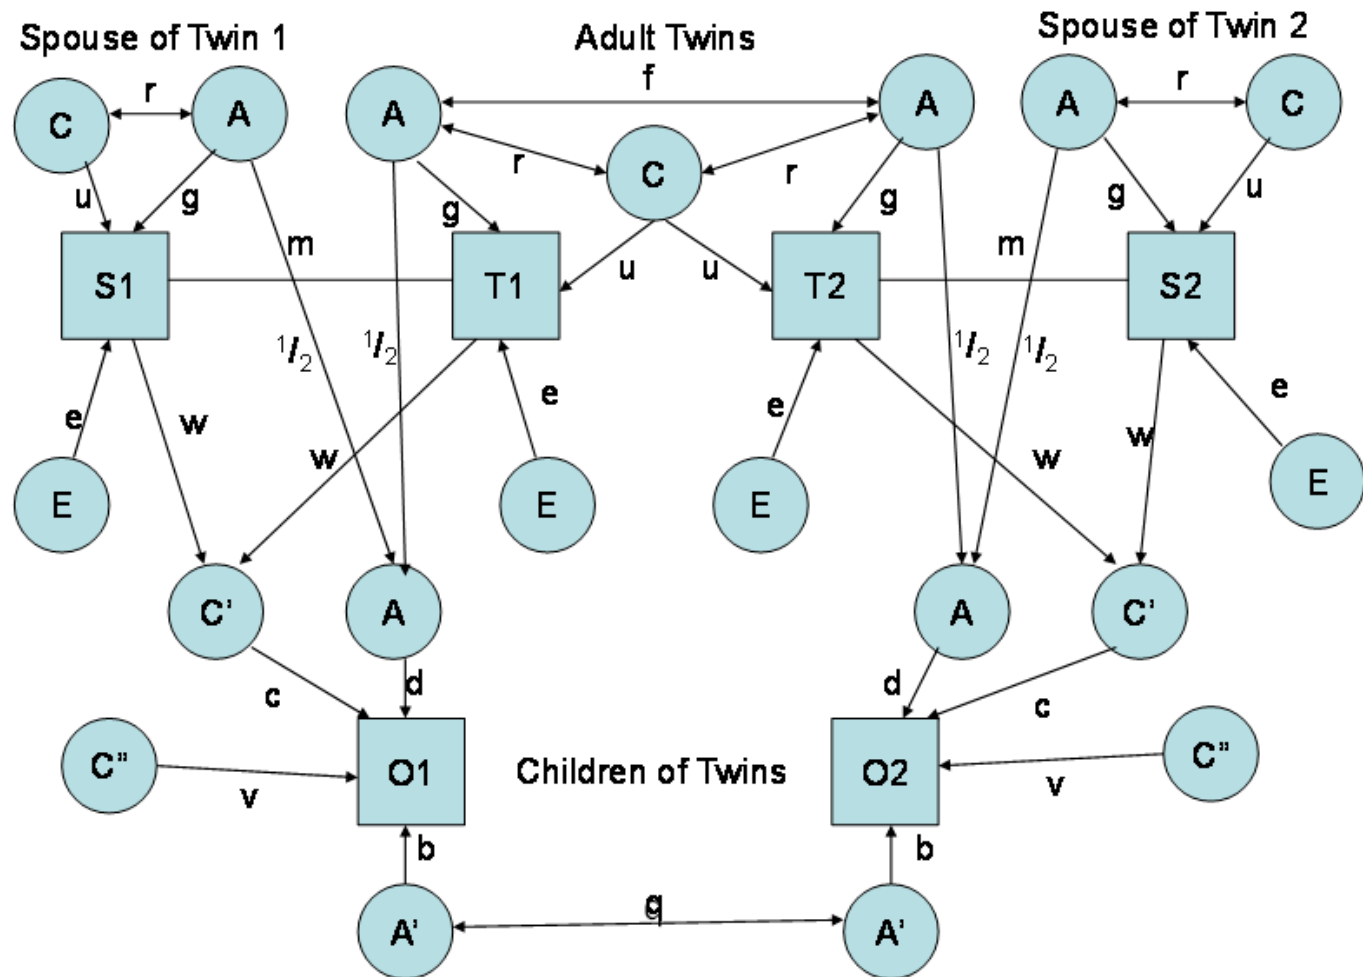 Spouse of Twin 1
Adult Twins
Spouse of Twin 2
f
r
r
C
A
A
A
A
C
r
C
r
u
g
g
g
g
u
S1
m
T1
u
u
T2
m
S2
1/2
1/2
1/2
1/2
e
w
e
e
w
e
w
w
E
E
E
E
C'
A
A
C'
c
d
d
c
C"
v
O1
Children of Twins
O2
v
C"
b
b
A'
q
A'